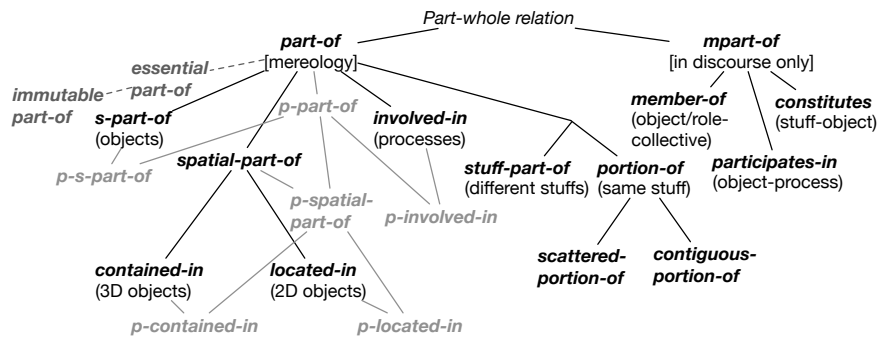 Part-whole relation
part-of
[mereology]
mpart-of
[in discourse only]
essential
part-of
immutable
part-of
s-part-of
(objects)
p-part-of
involved-in
(processes)
member-of
(object/role-
collective)
constitutes
(stuff-object)
p-s-part-of
spatial-part-of
stuff-part-of
(different stuffs)
portion-of
(same stuff)
participates-in
(object-process)
p-spatial-
part-of
p-involved-in
scattered-
portion-of
contiguous-
portion-of
contained-in
(3D objects)
located-in
(2D objects)
p-contained-in
p-located-in